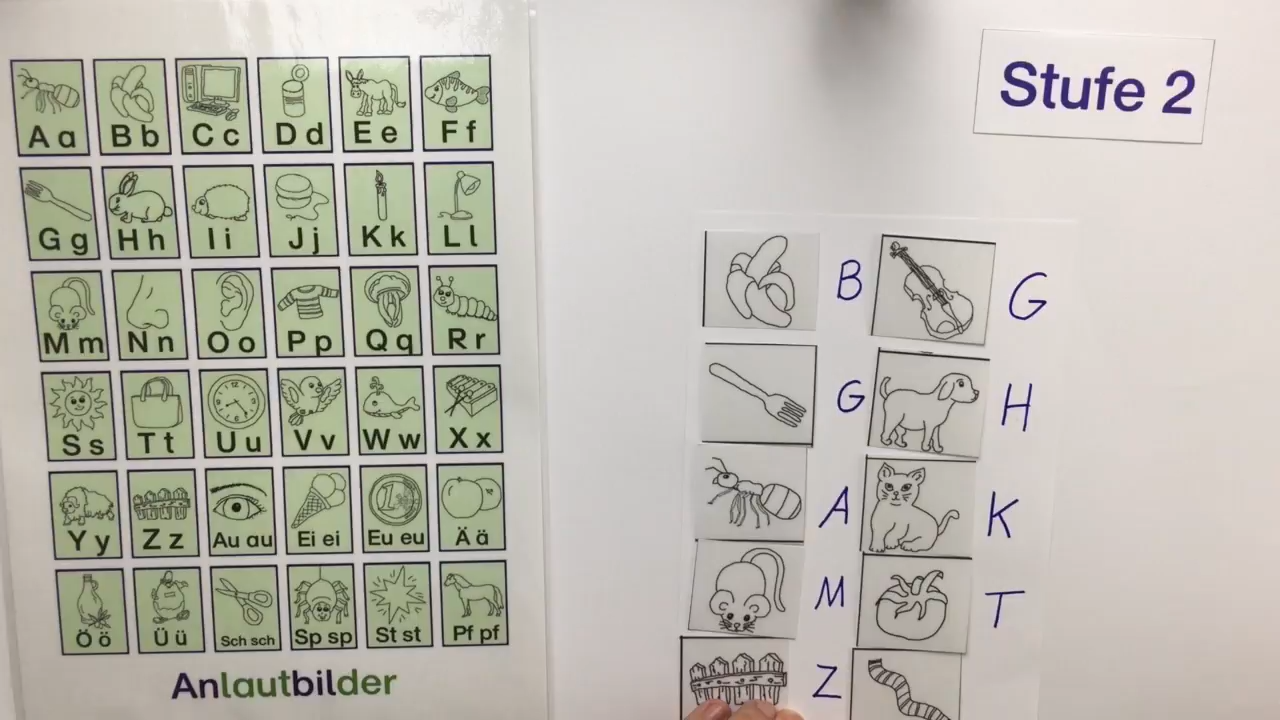 Stufe 2
A a B b C c D d E e F f
G g H h I i J j K k L l
M m N n O o P p Q q R r
S s T t U u V v W w X x
Y y Z z Au au Ei ei Eu eu Ä ä
Ö ö Ü ü Sch sch Sp sp St st Pf pf
Anlautbilder
B G
G H
A K
M T
Z